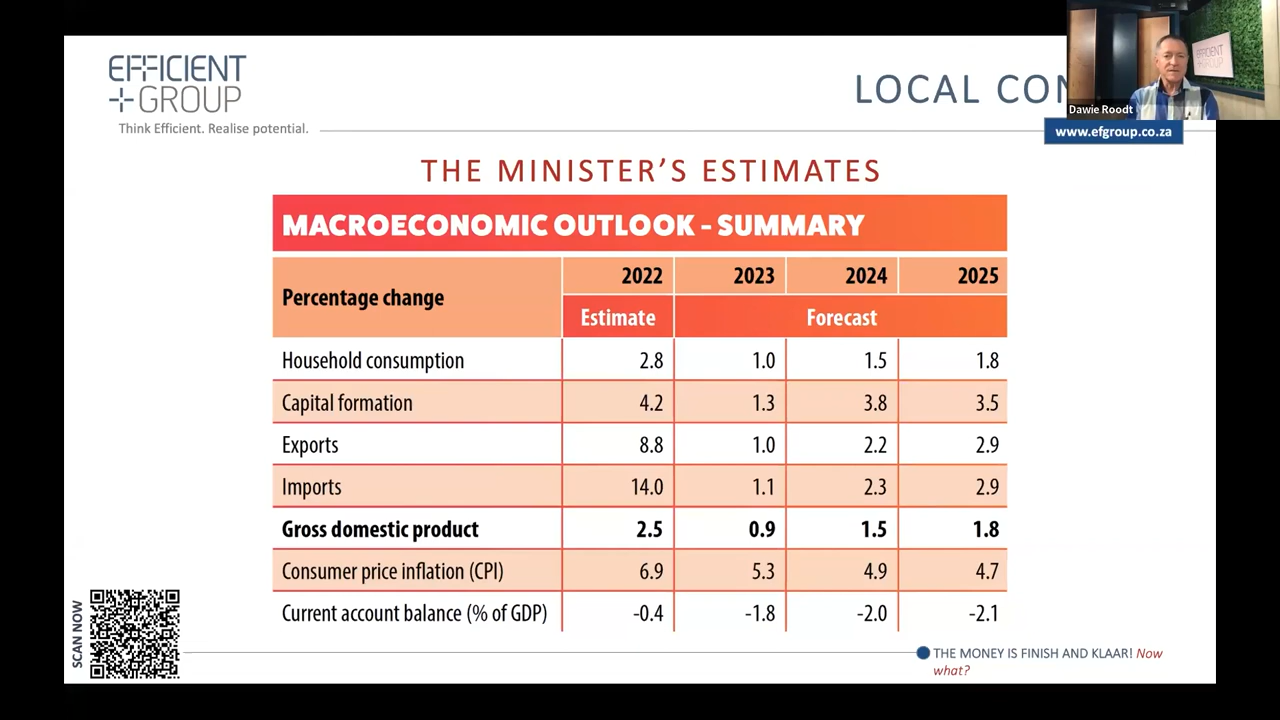 EFFICIENT
+GROUP
Think Efficient. Realise potential.
LOCAL CON
Dawie Roodt
EFFICIENT
GROUP
www.efgroup.co.za
THE MINISTER'S ESTIMATES
MACROECONOMIC OUTLOOK - SUMMARY
Percentage change 2022 2023 2024 2025
Estimate Forecast
Household consumption 2.8 1.0 1.5 1.8
Capital formation 4.2 1.3 3.8 3.5
Exports 8.8 1.0 2.2 2.9
Imports 14.0 1.1 2.3 2.9
Gross domestic product 2.5 0.9 1.5 1.8
Consumer price inflation (CPI) 6.9 5.3 4.9 4.7
Current account balance (% of GDP) -0.4 -1.8 -2.0 -2.1
SCAN NOW
THE MONEY IS FINISH AND KLAAR! Now
what?